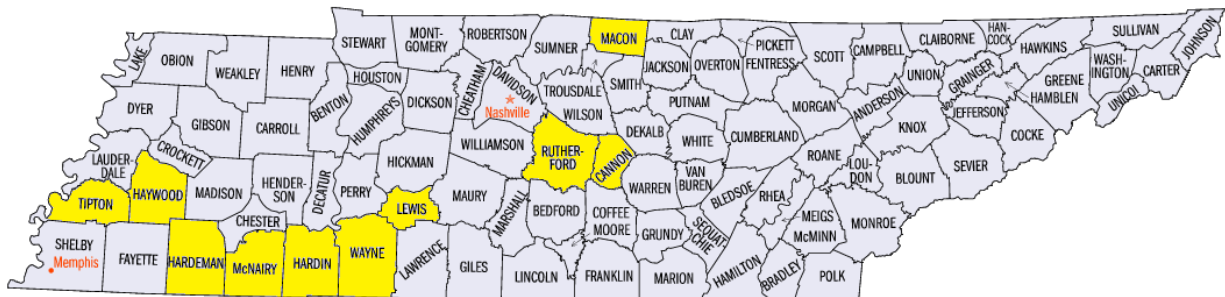 LAKE
OBION
WEAKLEY
HENRY
STEWART
MONT-
GOMERY
ROBERTSON
SUMNER
MACON
CLAY
PICKETT
FENTRESS
SCOTT
CAMPBELL
CLAIBORNE
HAN-
COCK
HAWKINS
SULLIVAN
JOHNSON
HOUSTON
CHEATHAM
DAVIDSON
TROUSDALE
SMITH
JACKSON
OVERTON
UNION
GRAINGER
GREENE
HAMBLEN
WASH-
INGTON
CARTER
UNICOI
DYER
GIBSON
CARROLL
BENTON
HUMPHREYS
DICKSON
Nashville
WILSON
PUTNAM
MORGAN
ANDERSON
KNOX
JEFFERSON
COCKE
LAUDER-
DALE
CROCKETT
HICKMAN
WILLIAMSON
RUTHER-
FORD
CANNON
DEKALB
WHITE
CUMBERLAND
ROANE
LOU-
DON
BLOUNT
SEVIER
TIPTON
HAYWOOD
MADISON
HENDER-
SON
DECATUR
PERRY
LEWIS
MAURY
MARSHALL
BEDFORD
COFFEE
MOORE
WARREN
VAN
BUREN
BLEDSOE
RHEA
MEIGS
McMINN
MONROE
CHESTER
SHELBY
Memphis
FAYETTE
HARDEMAN
McNAIRY
HARDIN
WAYNE
LAWRENCE
GILES
LINCOLN
FRANKLIN
GRUNDY
SEQUAT-
CHIE
MARION
HAMILTON
BRADLEY
POLK